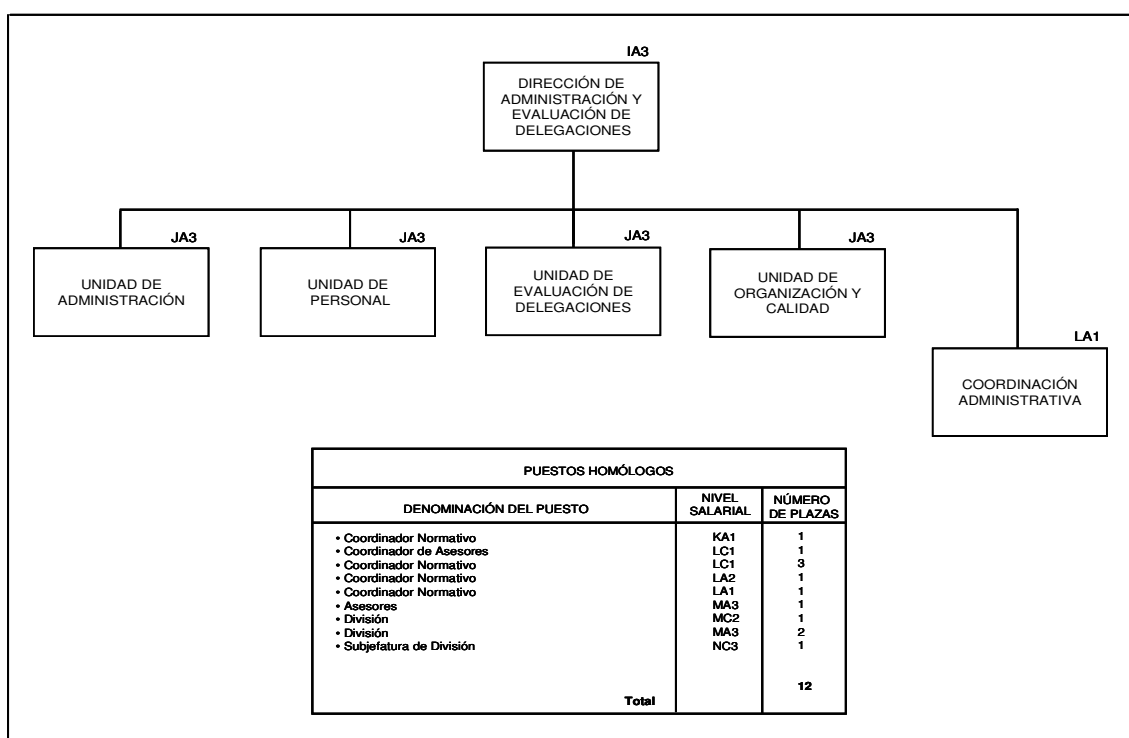 IA3
DIRECCIÓN DE
ADMINISTRACIÓN Y
EVALUACIÓN DE
DELEGACIONES
JA3
UNIDAD DE
ADMINISTRACIÓN
JA3
UNIDAD DE
PERSONAL
JA3
UNIDAD DE
EVALUACIÓN DE
DELEGACIONES
JA3
UNIDAD DE
ORGANIZACIÓN Y
CALIDAD
LA1
COORDINACIÓN
ADMINISTRATIVA
PUESTOS HOMÓLOGOS
DENOMINACIÓN DEL PUESTO
NIVEL
SALARIAL
NÚMERO
DE PLAZAS
• Coordinador Normativo KA1 1
• Coordinador de Asesores LC1 1
• Coordinador Normativo LC1 3
• Coordinador Normativo LA2 1
• Coordinador Normativo LA1 1
• Asesores MA3 1
• División MC2 1
• División MA3 2
• Subjefatura de División NC3 1
12
Total